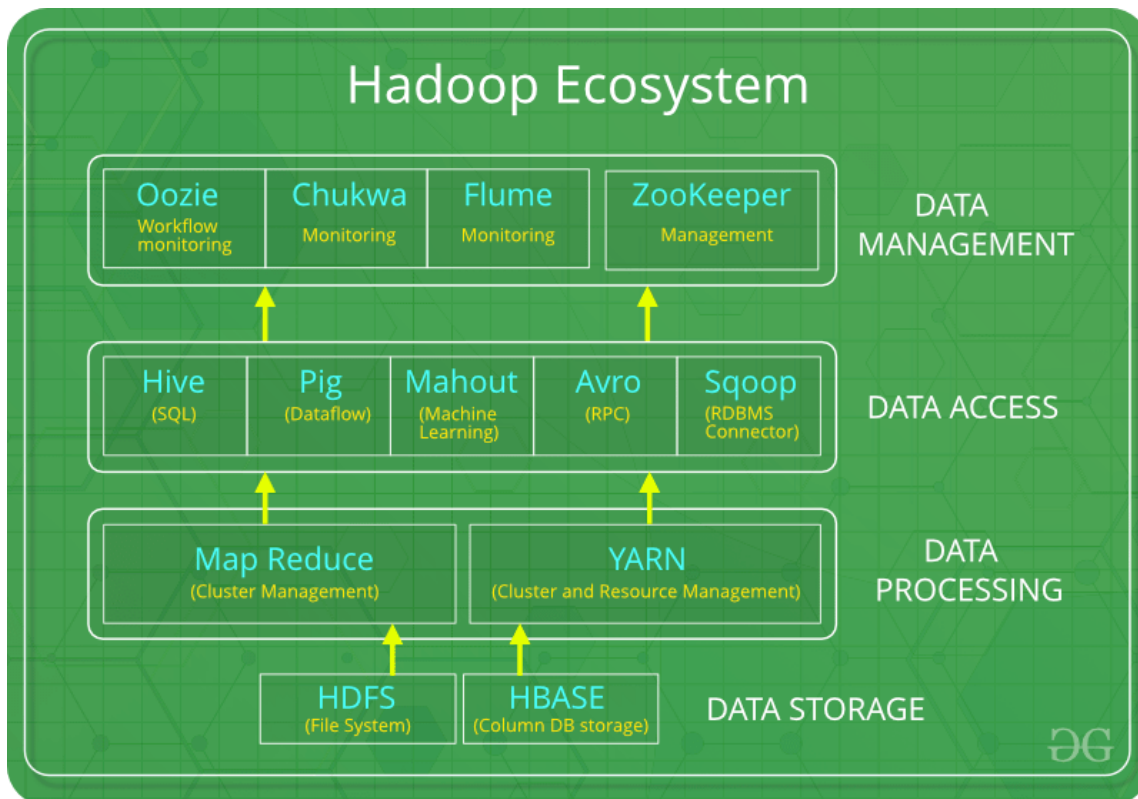 Hadoop Ecosystem
Oozie
Workflow
monitoring
Chukwa
Monitoring
Flume
Monitoring
ZooKeeper
Management
DATA
MANAGEMENT
Hive
(SQL)
Pig
(Dataflow)
Mahout
(Machine
Learning)
Avro
(RPC)
Sqoop
(RDBMS
Connector)
DATA ACCESS
Map Reduce
(Cluster Management)
YARN
(Cluster and Resource Management)
DATA
PROCESSING
HDFS
(File System)
HBASE
(Column DB storage)
DATA STORAGE